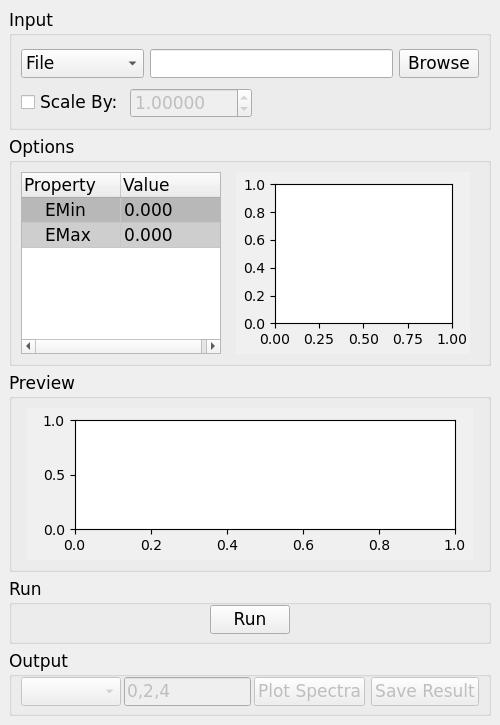 Input
File Browse
Scale By: 1.00000
Options
Property Value
EMin 0.000
EMax 0.000
1.0
0.8
0.6
0.4
0.2
0.0
0.00 0.25 0.50 0.75 1.00
Preview
1.0
0.5
0.0
0.0 0.2 0.4 0.6 0.8 1.0
Run
Run
Output
0,2,4 Plot Spectra Save Result